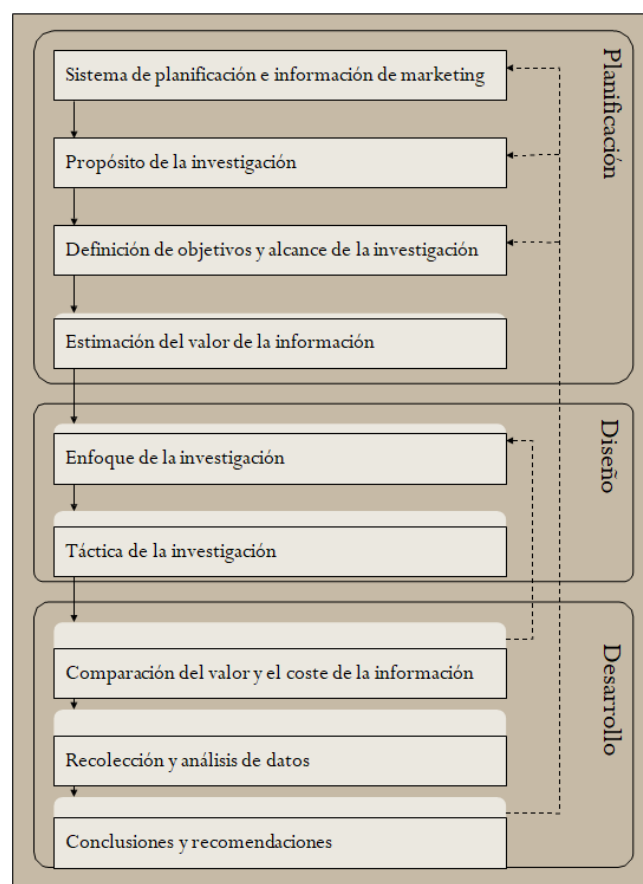 Planificación
Sistema de planificación e información de marketing
Propósito de la investigación
Definición de objetivos y alcance de la investigación
Estimación del valor de la información
Diseño
Enfoque de la investigación
Táctica de la investigación
Desarrollo
Comparación del valor y el coste de la información
Recolección y análisis de datos
Conclusiones y recomendaciones